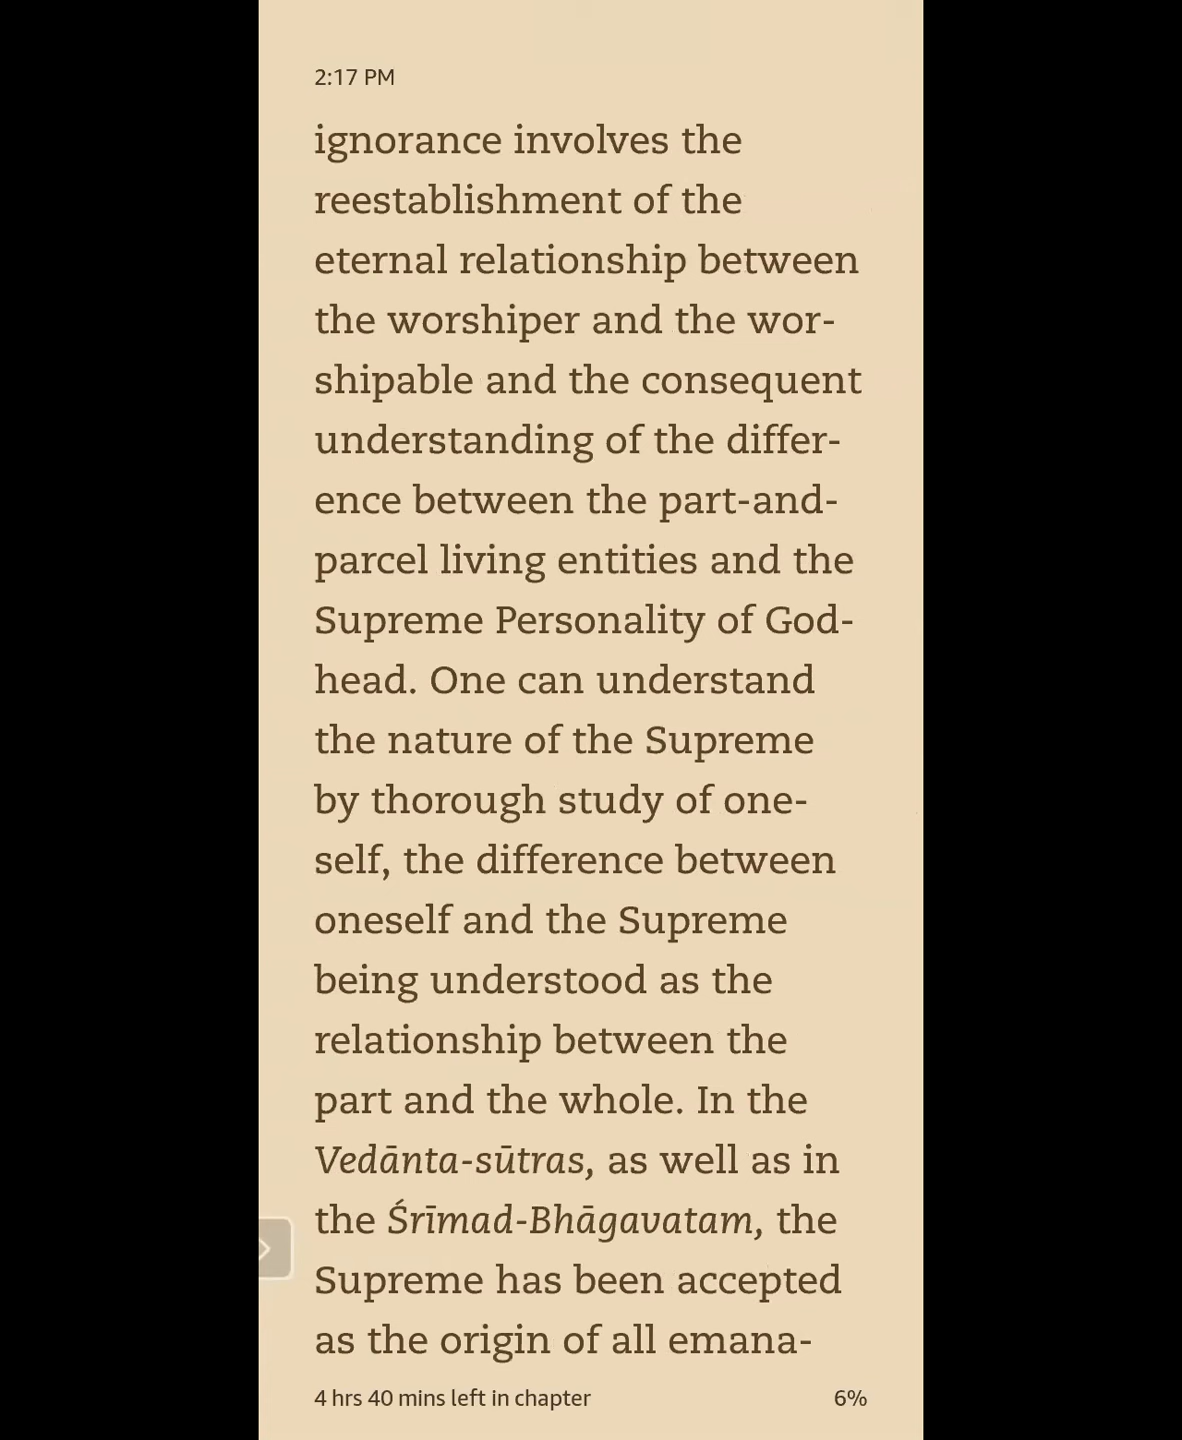 2:17 PM
ignorance involves the
reestablishment of the
eternal relationship between
the worshiper and the wor-
shipable and the consequent
understanding of the differ-
ence between the part-and-
parcel living entities and the
Supreme Personality of God-
head. One can understand
the nature of the Supreme
by thorough study of one-
self, the difference between
oneself and the Supreme
being understood as the
relationship between the
part and the whole. In the
Vedānta-sūtras, as well as in
the Śrīmad-Bhāgavatam, the
Supreme has been accepted
as the origin of all emana-
4 hrs 40 mins left in chapter 6%